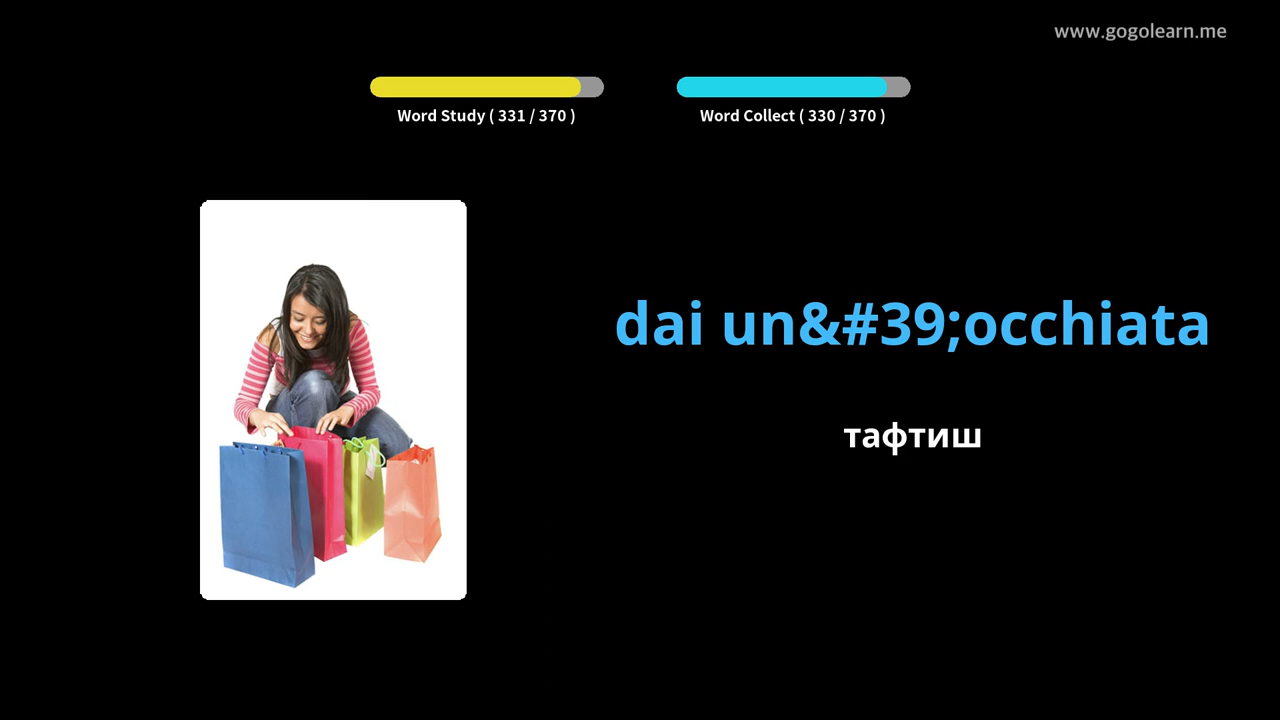 www.gogolearn.me
Word Study ( 331 / 370 )
Word Collect ( 330 / 370 )
dai un&#39;occhiata
тафтиш